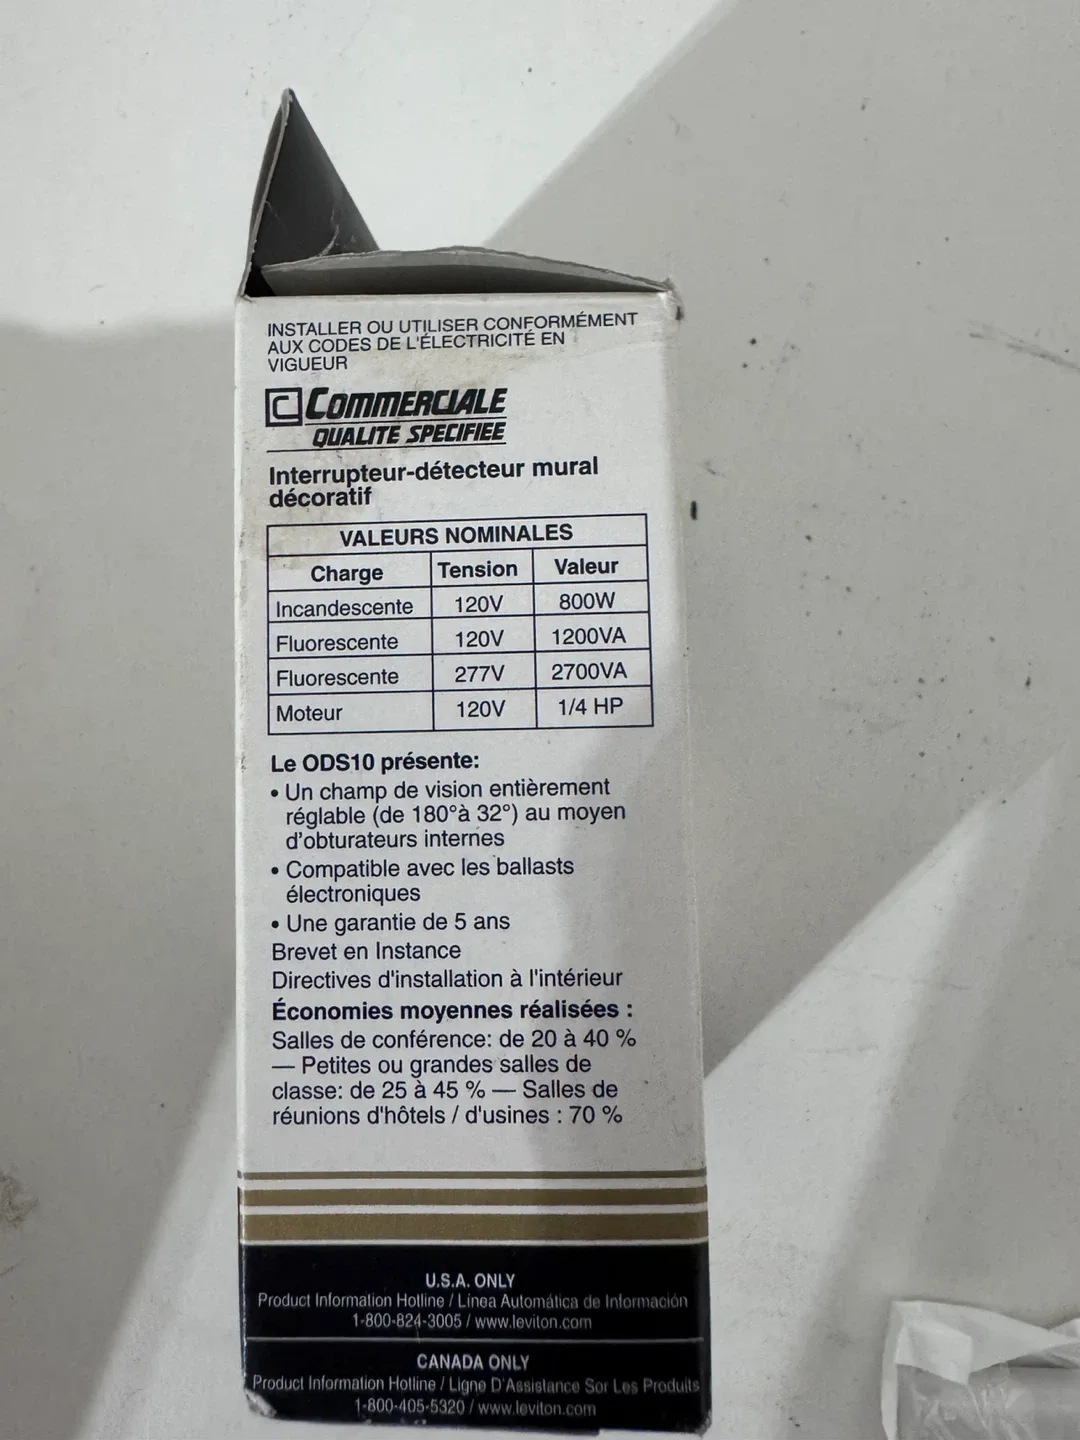 INSTALLER OU UTILISER CONFORMÉMENT
AUX CODES DE L'ÉLECTRICITÉ EN
VIGUEUR
C COMMERCIALE
QUALITE SPECIFIEE
Interrupteur-détecteur mural
décoratif
VALEURS NOMINALES
Charge Tension Valeur
Incandescente 120V 800W
Fluorescente 120V 1200VA
Fluorescente 277V 2700VA
Moteur 120V 1/4 HP
Le ODS10 présente:
• Un champ de vision entièrement
réglable (de 180°à 32°) au moyen
d'obturateurs internes
• Compatible avec les ballasts
électroniques
• Une garantie de 5 ans
Brevet en Instance
Directives d'installation à l'intérieur
Économies moyennes réalisées :
Salles de conférence: de 20 à 40 %
— Petites ou grandes salles de
classe: de 25 à 45 % — Salles de
réunions d'hôtels / d'usines : 70 %
U.S.A. ONLY
Product Information Hotline / Línea Automática de Información
1-800-824-3005 / www.leviton.com
CANADA ONLY
Product Information Hotline / Ligne D'Assistance Sor Les Produits
1-800-405-5320 / www.leviton.com